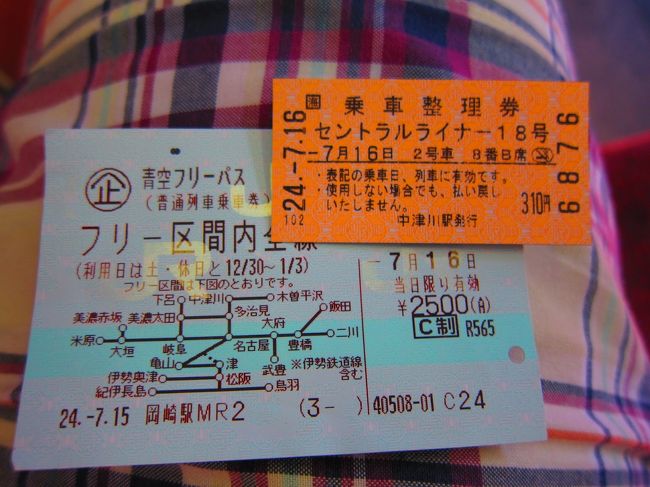 乗車整理券
セントラルライナー18号
-7月16日 2号車 8番B席
・表記の乗車日、列車に有効です。
・使用しない場合でも、払い戻しいたしません。
310円
中津川駅発行
24.-7.16
102
6876
企 青空フリーパス
(普通列車乗車券)
フリー区間内全線
(利用日は土・休日と12/30~1/3)
フリー区間は下図のとおりです。
-7月16日
当日限り有効
¥2500(A)
C制 R565
下呂 中津川 木曽平沢
美濃赤坂 美濃太田 多治見 飯田
大府
米原 大垣 岐阜 名古屋 豊橋 二川
亀山 津 武豊 ※伊勢鉄道線含む
伊勢奥津 松阪
紀伊長島 鳥羽
24.-7.15 岡崎駅MR2 (3- ) 40508-01 C24